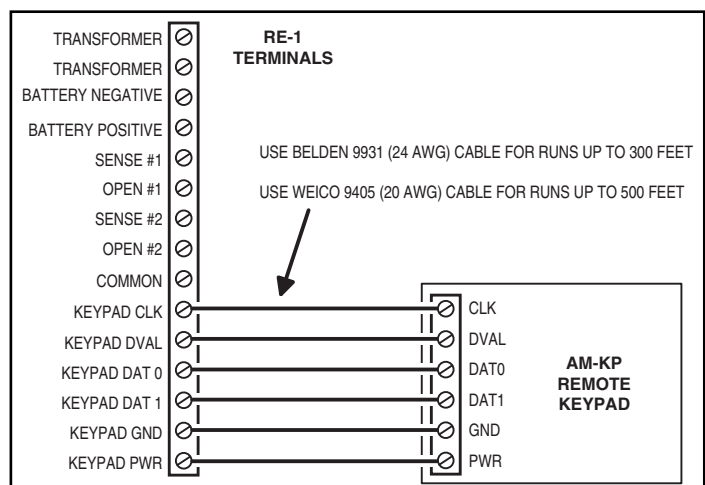 RE-1
TERMINALS
TRANSFORMER
TRANSFORMER
BATTERY NEGATIVE
BATTERY POSITIVE
SENSE #1
OPEN #1
SENSE #2
OPEN #2
COMMON
KEYPAD CLK
KEYPAD DVAL
KEYPAD DAT 0
KEYPAD DAT 1
KEYPAD GND
KEYPAD PWR
USE BELDEN 9931 (24 AWG) CABLE FOR RUNS UP TO 300 FEET
USE WEICO 9405 (20 AWG) CABLE FOR RUNS UP TO 500 FEET
CLK
DVAL
DAT0
DAT1
GND
PWR
AM-KP
REMOTE
KEYPAD